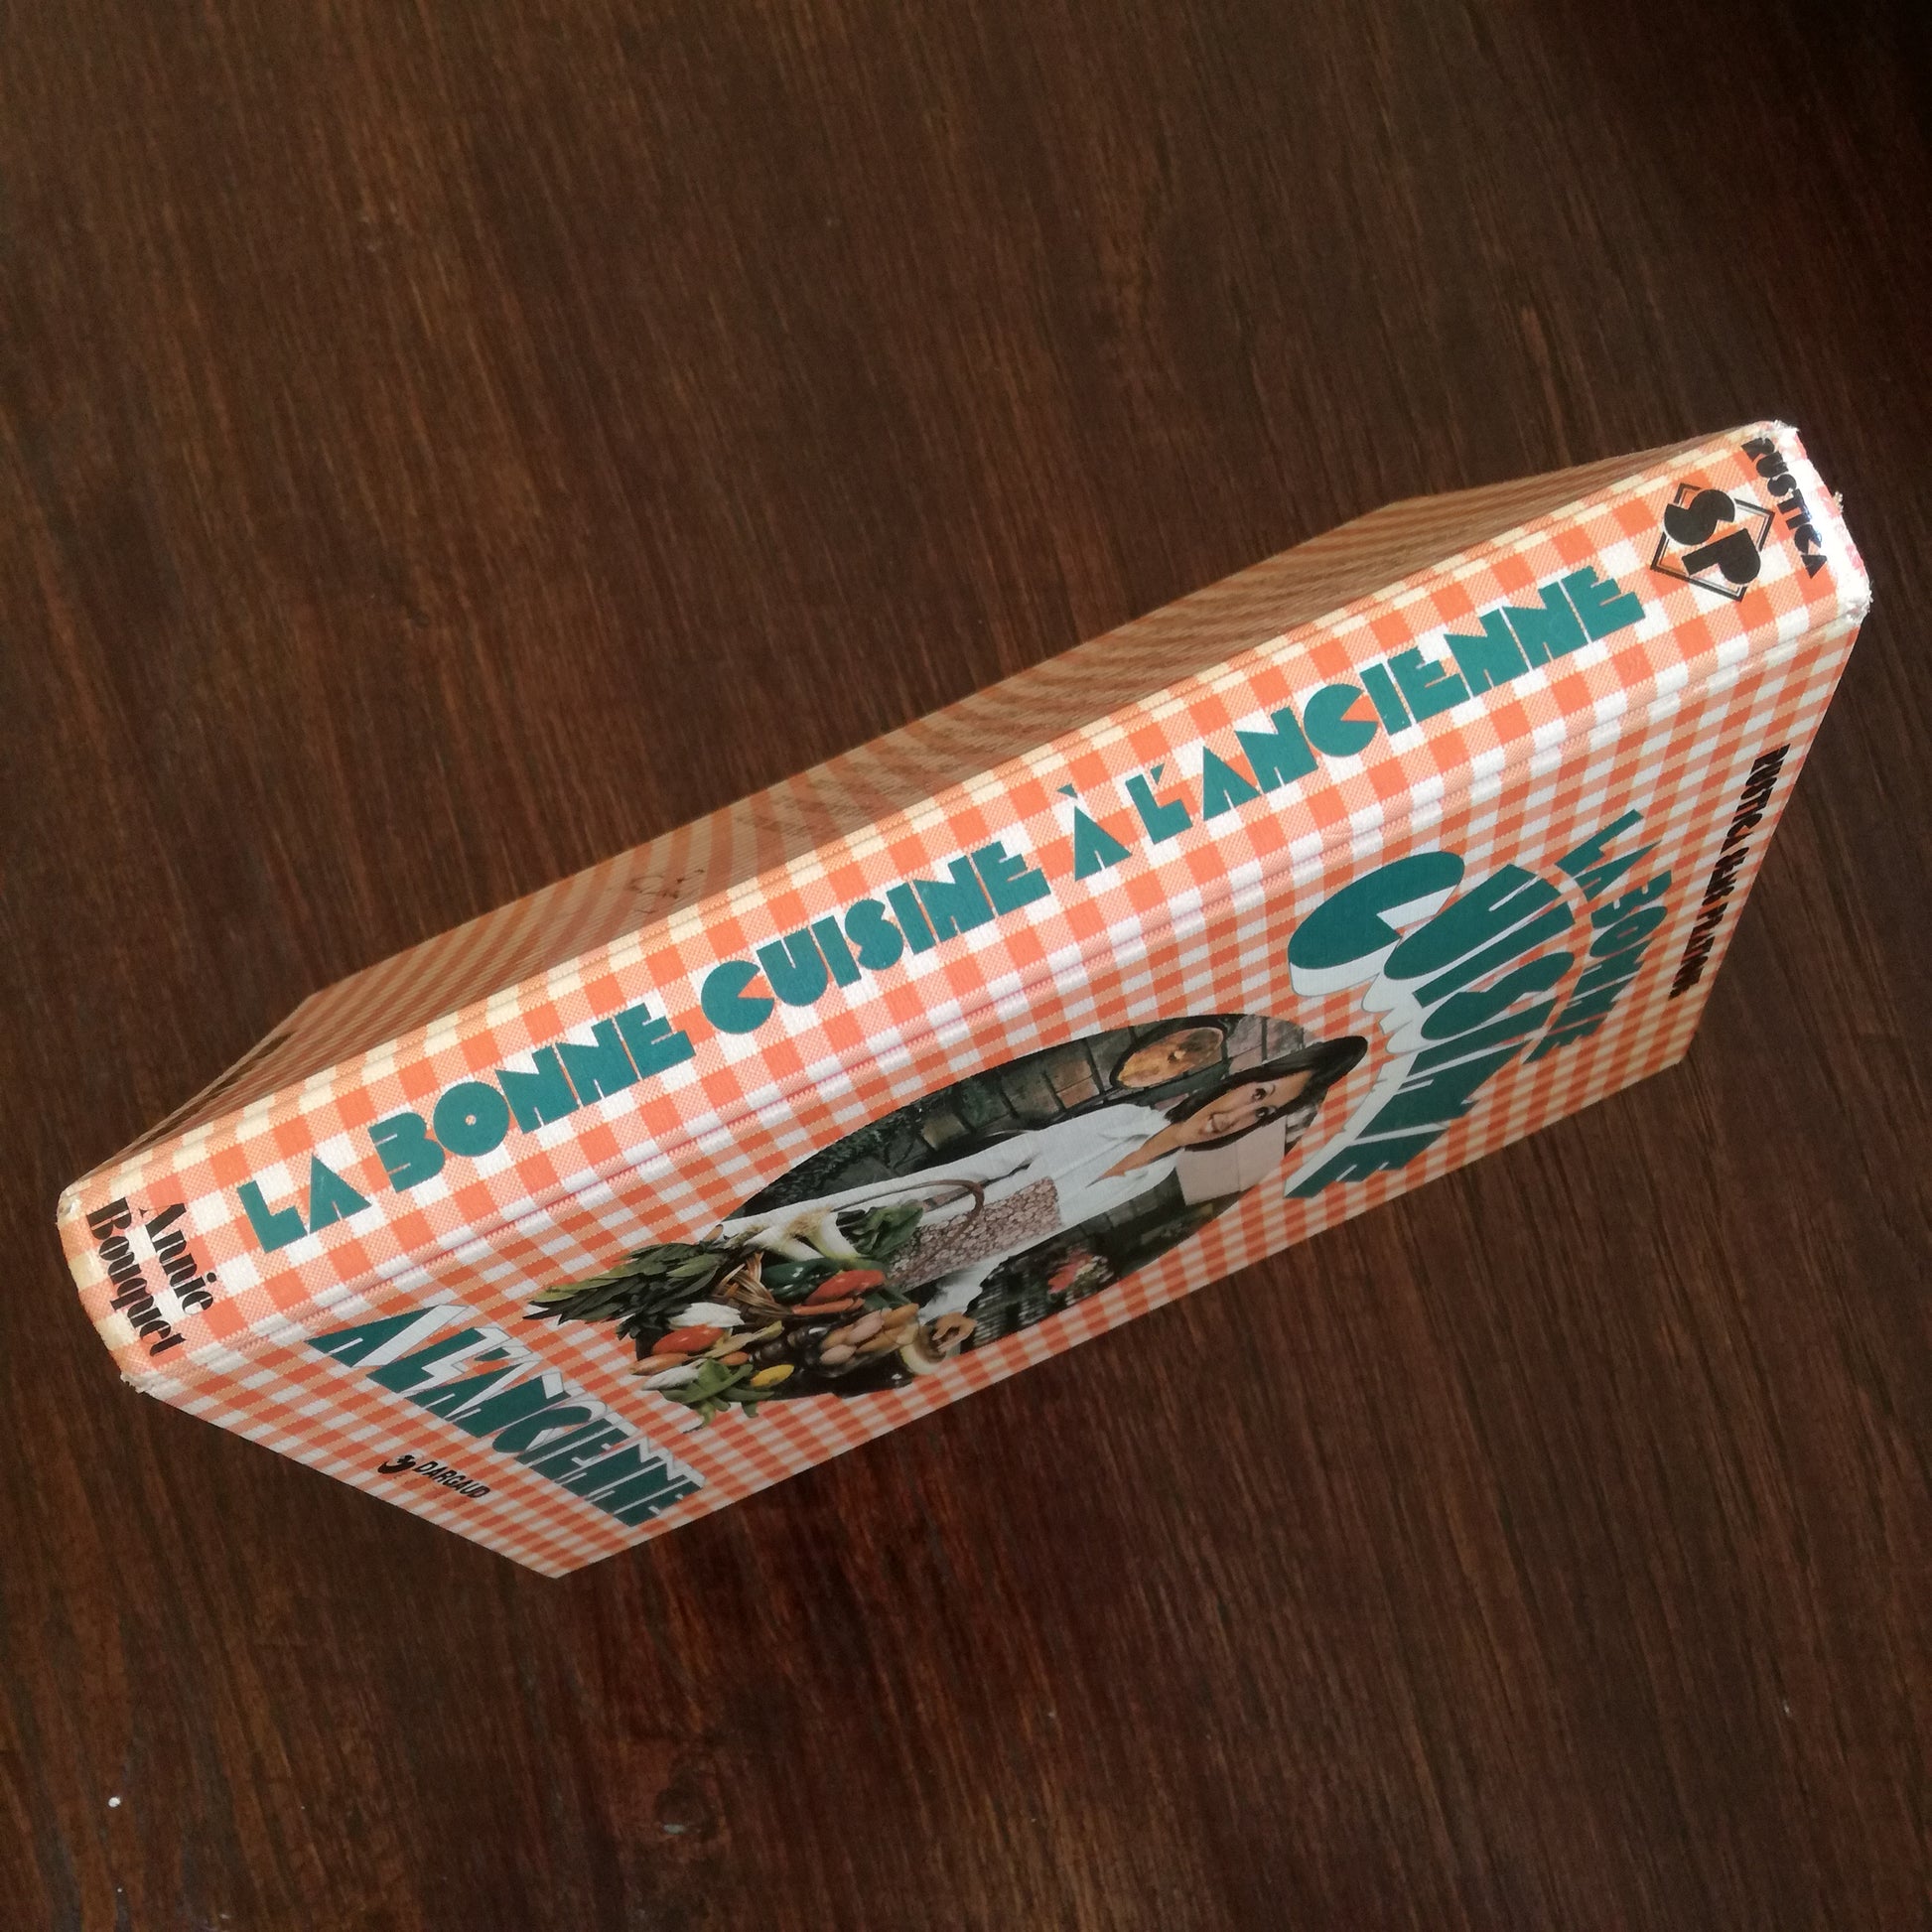 Annie
Bouquet
LA BONNE CUISINE À L'ANCIENNE
SP
RUSTICA
LA BONNE
CUISINE
A L'ANCIENNE
DARGAUD